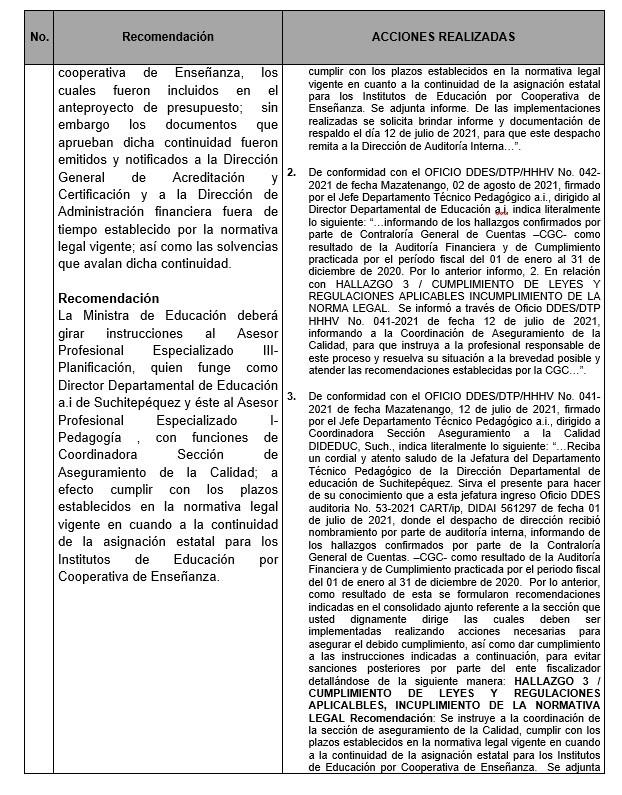 No.
Recomendación
ACCIONES REALIZADAS
cooperativa de Enseñanza, los
cuales fueron incluidos en el
anteproyecto de presupuesto; sin
embargo los documentos que
aprueban dicha continuidad fueron
emitidos y notificados a la Dirección
General de Acreditación y
Certificación y a la Dirección de
Administración financiera fuera de
tiempo establecido por la normativa
legal vigente; así como las solvencias
que avalan dicha continuidad.
Recomendación
La Ministra de Educación deberá
girar instrucciones al Asesor
Profesional Especializado III-
Planificación, quien funge como
Director Departamental de Educación
a.i de Suchitepéquez y éste al Asesor
Profesional Especializado I-
Pedagogía , con funciones de
Coordinadora Sección de
Aseguramiento de la Calidad; a
efecto cumplir con los plazos
establecidos en la normativa legal
vigente en cuando a la continuidad
de la asignación estatal para los
Institutos de Educación por
Cooperativa de Enseñanza.
cumplir con los plazos establecidos en la normativa legal
vigente en cuanto a la continuidad de la asignación estatal
para los Institutos de Educación por Cooperativa de
Enseñanza. Se adjunta informe. De las implementaciones
realizadas se solicita brindar informe y documentación de
respaldo el día 12 de julio de 2021, para que este despacho
remita a la Dirección de Auditoría Interna…”.
2. De conformidad con el OFICIO DDES/DTP/HHHV No. 042-
2021 de fecha Mazatenango, 02 de agosto de 2021, firmado
por el Jefe Departamento Técnico Pedagógico a.i., dirigido al
Director Departamental de Educación a.i. indica literalmente
lo siguiente: “…informando de los hallazgos confirmados por
parte de Contraloría General de Cuentas –CGC- como
resultado de la Auditoría Financiera y de Cumplimiento
practicada por el período fiscal del 01 de enero al 31 de
diciembre de 2020. Por lo anterior informo, 2. En relación
con HALLAZGO 3 / CUMPLIMIENTO DE LEYES Y
REGULACIONES APLICABLES INCUMPLIMIENTO DE LA
NORMA LEGAL. Se informó a través de Oficio DDES/DTP
HHHV No. 041-2021 de fecha 12 de julio de 2021,
informando a la Coordinación de Aseguramiento de la
Calidad, para que instruya a la profesional responsable de
este proceso y resuelva su situación a la brevedad posible y
atender las recomendaciones establecidas por la CGC…”.
3. De conformidad con el OFICIO DDES/DTP/HHHV No. 041-
2021 de fecha Mazatenango, 12 de julio de 2021, firmado
por el Jefe Departamento Técnico Pedagógico a.i., dirigido a
Coordinadora Sección Aseguramiento a la Calidad
DIDEDUC, Such., indica literalmente lo siguiente: “…Reciba
un cordial y atento saludo de la Jefatura del Departamento
Técnico Pedagógico de la Dirección Departamental de
educación de Suchitepéquez. Sirva el presente para hacer
de su conocimiento que a esta jefatura ingreso Oficio DDES
auditoria No. 53-2021 CART/ip, DIDAI 561297 de fecha 01
de julio de 2021, donde el despacho de dirección recibió
nombramiento por parte de auditoría interna, informando de
los hallazgos confirmados por parte de la Contraloría
General de Cuentas. –CGC- como resultado de la Auditoría
Financiera y de Cumplimiento practicada por el periodo fiscal
del 01 de enero al 31 de diciembre de 2020. Por lo anterior,
como resultado de esta se formularon recomendaciones
indicadas en el consolidado ajunto referente a la sección que
usted dignamente dirige las cuales deben ser
implementadas realizando acciones necesarias para
asegurar el debido cumplimiento, así como dar cumplimiento
a las instrucciones indicadas a continuación, para evitar
sanciones posteriores por parte del ente fiscalizador
detallándose de la siguiente manera: HALLAZGO 3 /
CUMPLIMIENTO DE LEYES Y REGULACIONES
APLICALBLES, INCUPLIMIENTO DE LA NORMATIVA
LEGAL Recomendación: Se instruye a la coordinación de
la sección de aseguramiento de la Calidad, cumplir con los
plazos establecidos en la normativa legal vigente en cuando
a la continuidad de la asignación estatal para los Institutos
de Educación por Cooperativa de Enseñanza. Se adjunta